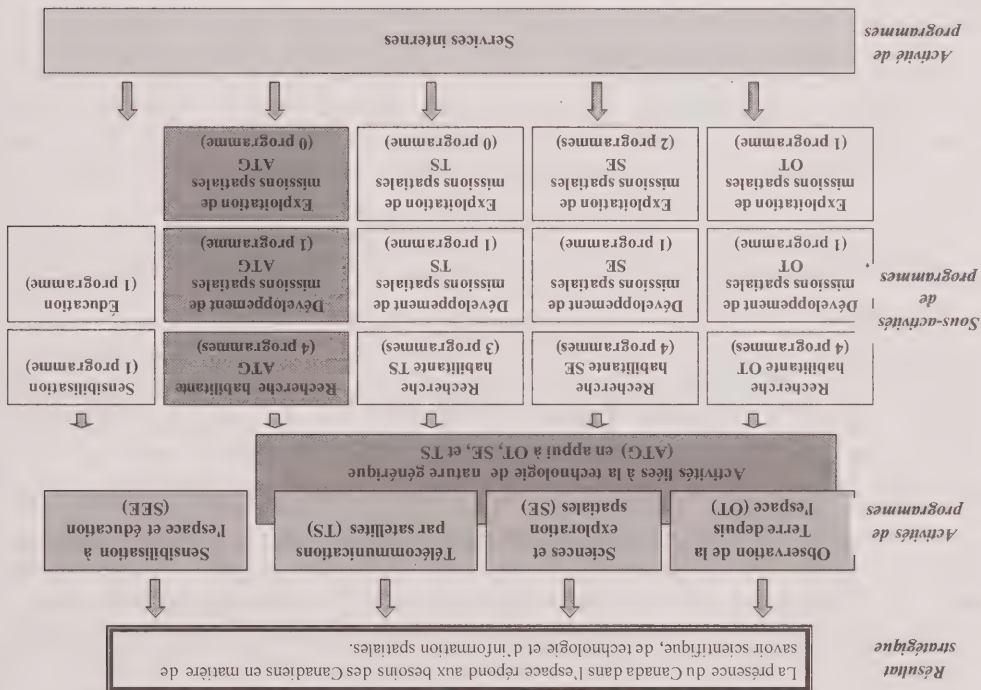 Résultat
stratégique
La présence du Canada dans l'espace répond aux besoins des Canadiens en matière de
savoir scientifique, de technologie et d'information spatiales.
Activités de
programmes
Observation de la
Terre depuis
l'espace (OT)
Sciences et
exploration
spatiales (SE)
Télécommunications
par satellites (TS)
Sensibilisation à
l'espace et éducation
(SEE)
Activités liées à la technologie de nature générique
(ATG) en appui à OT, SE, et TS
Sous-activités
de
programmes
Recherche
habilitante OT
(4 programmes)
Recherche
habilitante SE
(4 programmes)
Recherche
habilitante TS
(3 programmes)
Recherche habilitante
ATG
(4 programmes)
Sensibilisation
(1 programme)
Développement de
missions spatiales
OT
(1 programme)
Développement de
missions spatiales
SE
(1 programme)
Développement de
missions spatiales
TS
(1 programme)
Développement de
missions spatiales
ATG
(1 programme)
Éducation
(1 programme)
Exploitation de
missions spatiales
OT
(1 programme)
Exploitation de
missions spatiales
SE
(2 programmes)
Exploitation de
missions spatiales
TS
(0 programme)
Exploitation de
missions spatiales
ATG
(0 programme)
Activité de
programmes
Services internes